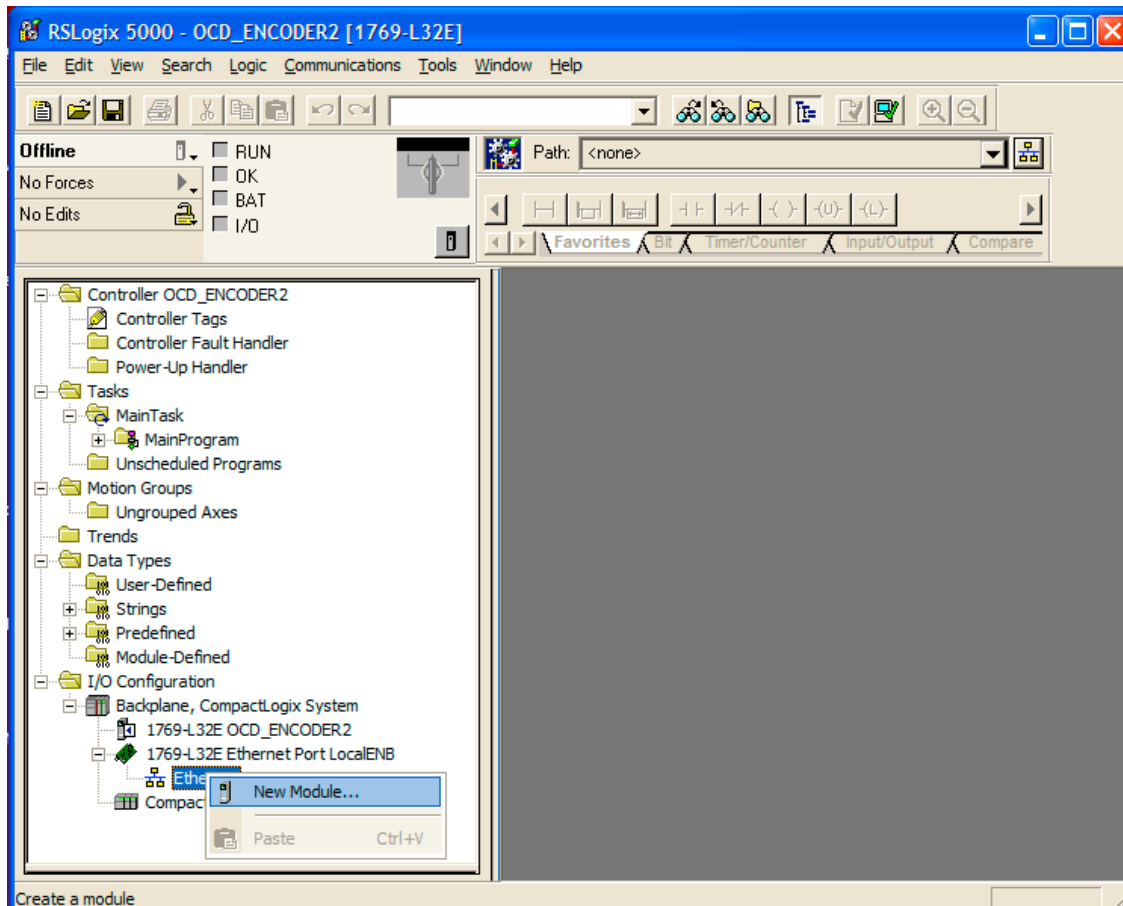 RSLogix 5000 - OCD_ENCODER2 [1769-L32E]
File Edit View Search Logic Communications Tools Window Help
Offline
RUN
No Forces
OK
No Edits
BAT
I/O
Path: <none>
Favorites Bit Timer/Counter Input/Output Compare
Controller OCD_ENCODER2
Controller Tags
Controller Fault Handler
Power-Up Handler
Tasks
MainTask
MainProgram
Unscheduled Programs
Motion Groups
Ungrouped Axes
Trends
Data Types
User-Defined
Strings
Predefined
Module-Defined
I/O Configuration
Backplane, CompactLogix System
1769-L32E OCD_ENCODER2
1769-L32E Ethernet Port LocalENB
Ethe
New Module...
Compac
Paste Ctrl+V
Create a module